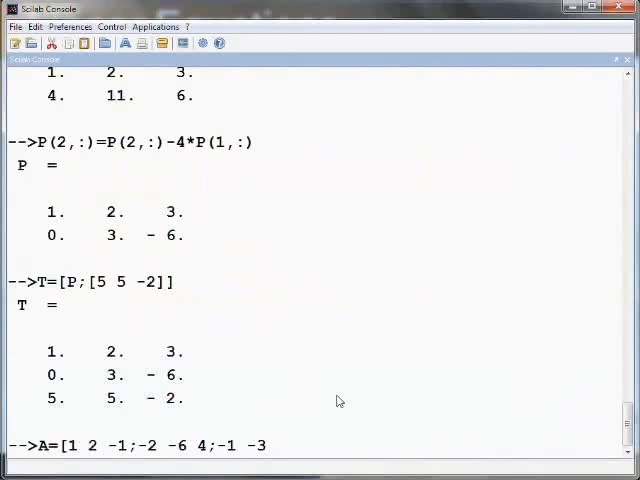 Scilab Console
File Edit Preferences Control Applications ?
Scilab Console
1. 2. 3.
4. 11. 6.
-->P(2,:)=P(2,:)-4*P(1,:)
P =
1. 2. 3.
0. 3. - 6.
-->T=[P;[5 5 -2]]
T =
1. 2. 3.
0. 3. - 6.
5. 5. - 2.
-->A=[1 2 -1;-2 -6 4;-1 -3